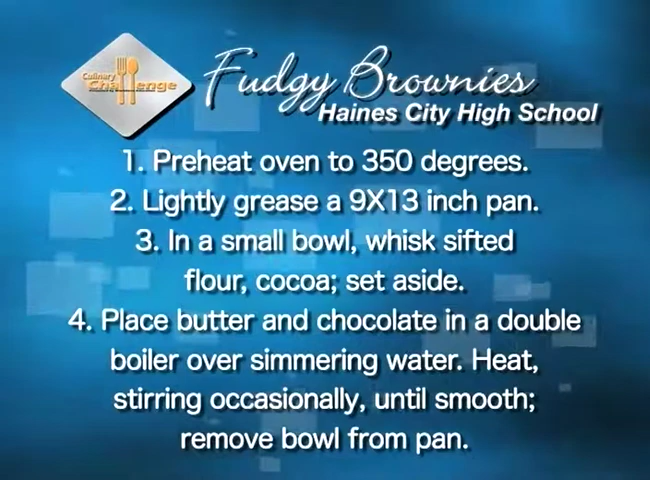 Culinary
Challenge
Fudgy Brownies
Haines City High School
1. Preheat oven to 350 degrees.
2. Lightly grease a 9X13 inch pan.
3. In a small bowl, whisk sifted
flour, cocoa; set aside.
4. Place butter and chocolate in a double
boiler over simmering water. Heat,
stirring occasionally, until smooth;
remove bowl from pan.